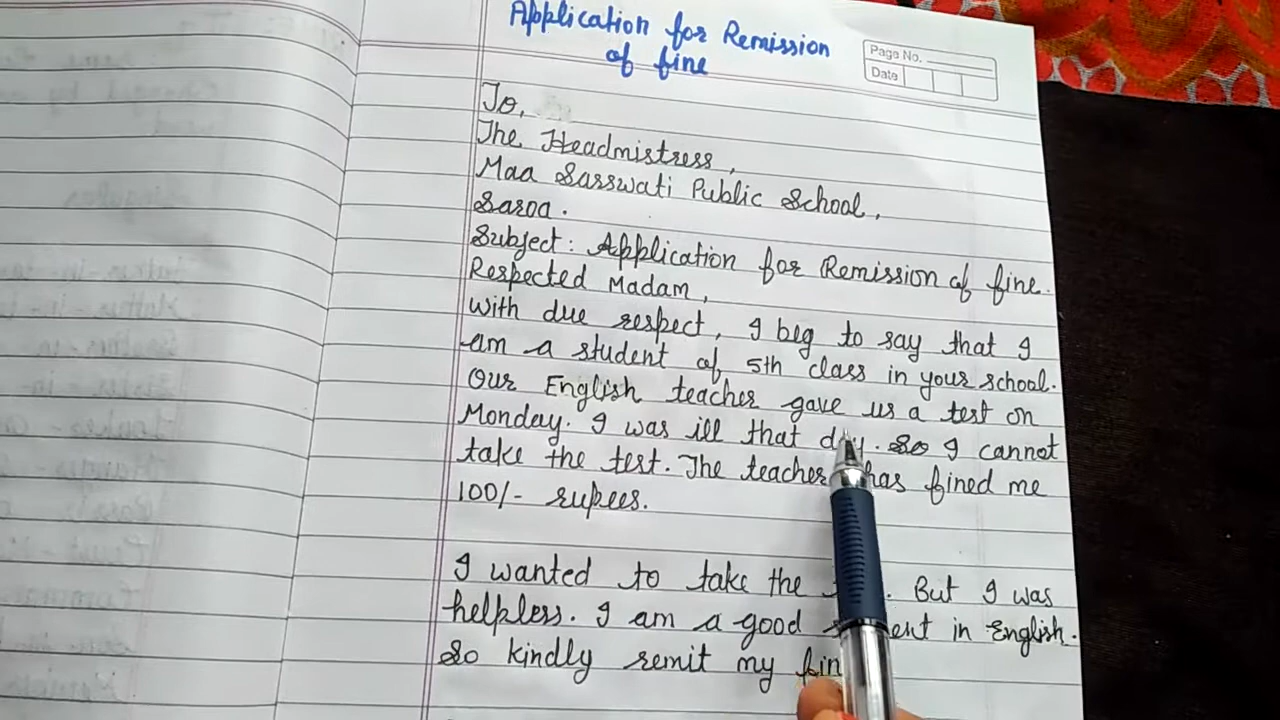 Application for Remission
of fine
Page No.
Date
To,
The Headmistress,
Maa Sarswati Public School,
Saroa.
Subject: Application for Remission of fine.
Respected Madam,
With due respect, I beg to say that I
am a student of 5th class in your school.
Our English teacher gave us a test on
Monday. I was ill that day. So I cannot
take the test. The teacher has fined me
100/- rupees.
I wanted to take the . But I was
helpless. I am a good in English.
So kindly remit my